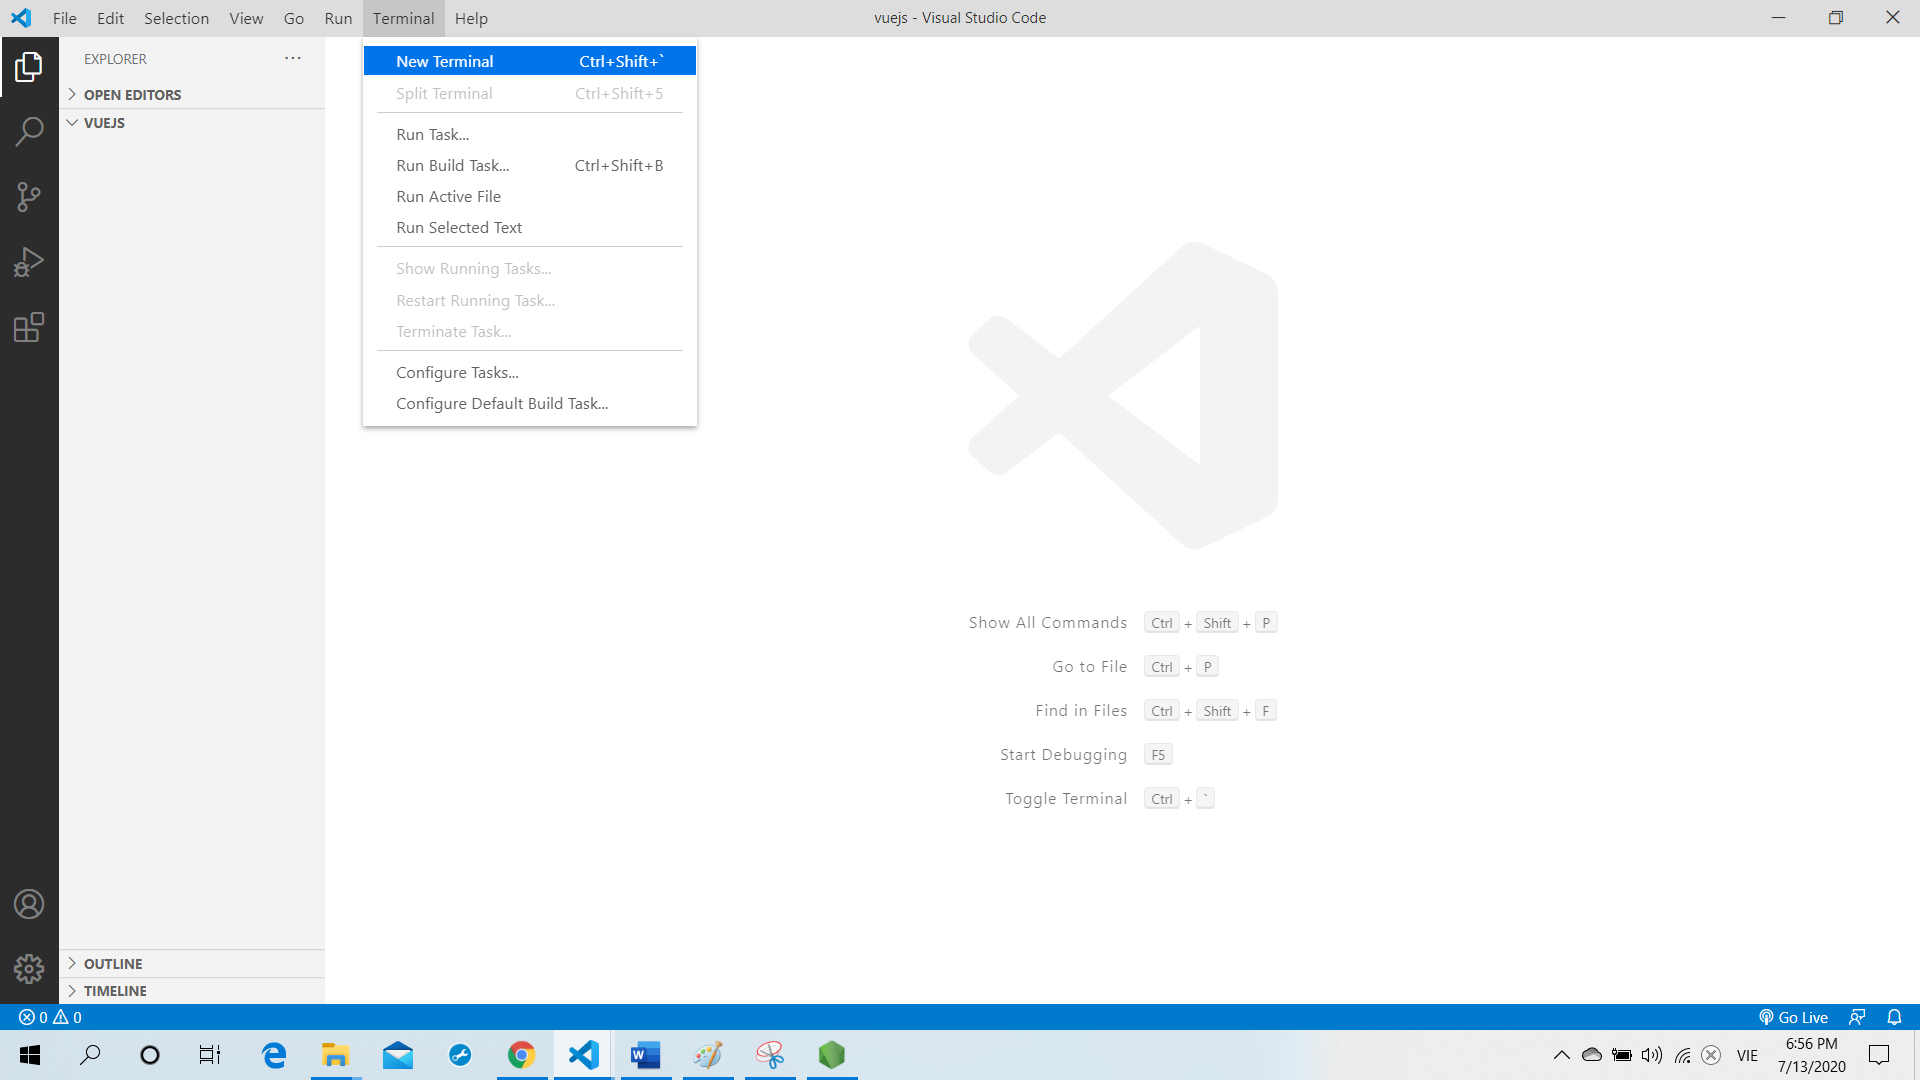 File Edit Selection View Go Run Terminal Help
vuejs - Visual Studio Code
EXPLORER
OPEN EDITORS
VUEJS
New Terminal Ctrl+Shift+`
Split Terminal Ctrl+Shift+5
Run Task...
Run Build Task... Ctrl+Shift+B
Run Active File
Run Selected Text
Show Running Tasks...
Restart Running Task...
Terminate Task...
Configure Tasks...
Configure Default Build Task...
Show All Commands Ctrl + Shift + P
Go to File Ctrl + P
Find in Files Ctrl + Shift + F
Start Debugging F5
Toggle Terminal Ctrl + `
OUTLINE
TIMELINE
0 0
Go Live
W
VIE
6:56 PM
7/13/2020